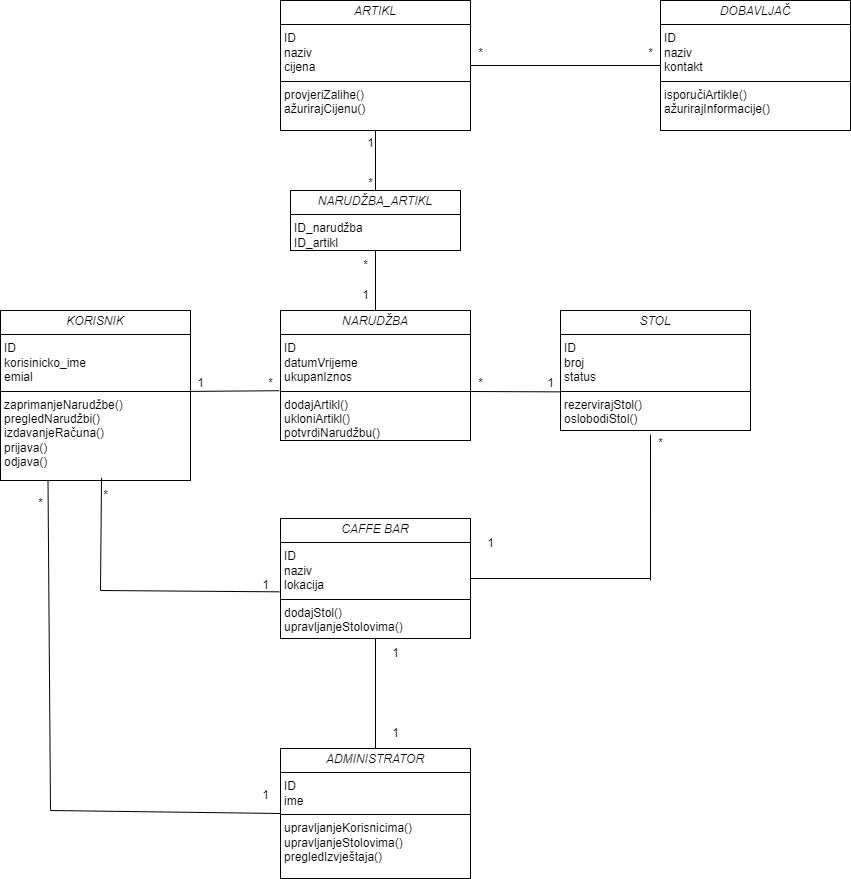 ARTIKL
ID
naziv
cijena
provjeriZalihe()
ažurirajCijenu()
*
*
DOBAVLJAČ
ID
naziv
kontakt
isporučiArtikle()
ažurirajInformacije()
1
*
NARUDŽBA_ARTIKL
ID_narudžba
ID_artikl
*
1
KORISNIK
ID
korisinicko_ime
emial
zaprimanjeNarudžbe()
pregledNarudžbi()
izdavanjeRačuna()
prijava()
odjava()
1
*
NARUDŽBA
ID
datumVrijeme
ukupanIznos
dodajArtikl()
ukloniArtikl()
potvrdiNarudžbu()
*
1
STOL
ID
broj
status
rezervirajStol()
oslobodiStol()
*
*
*
1
CAFFE BAR
ID
naziv
lokacija
dodajStol()
upravljanjeStolovima()
1
1
1
1
ADMINISTRATOR
ID
ime
upravljanjeKorisnicima()
upravljanjeStolovima()
pregledIzvještaja()